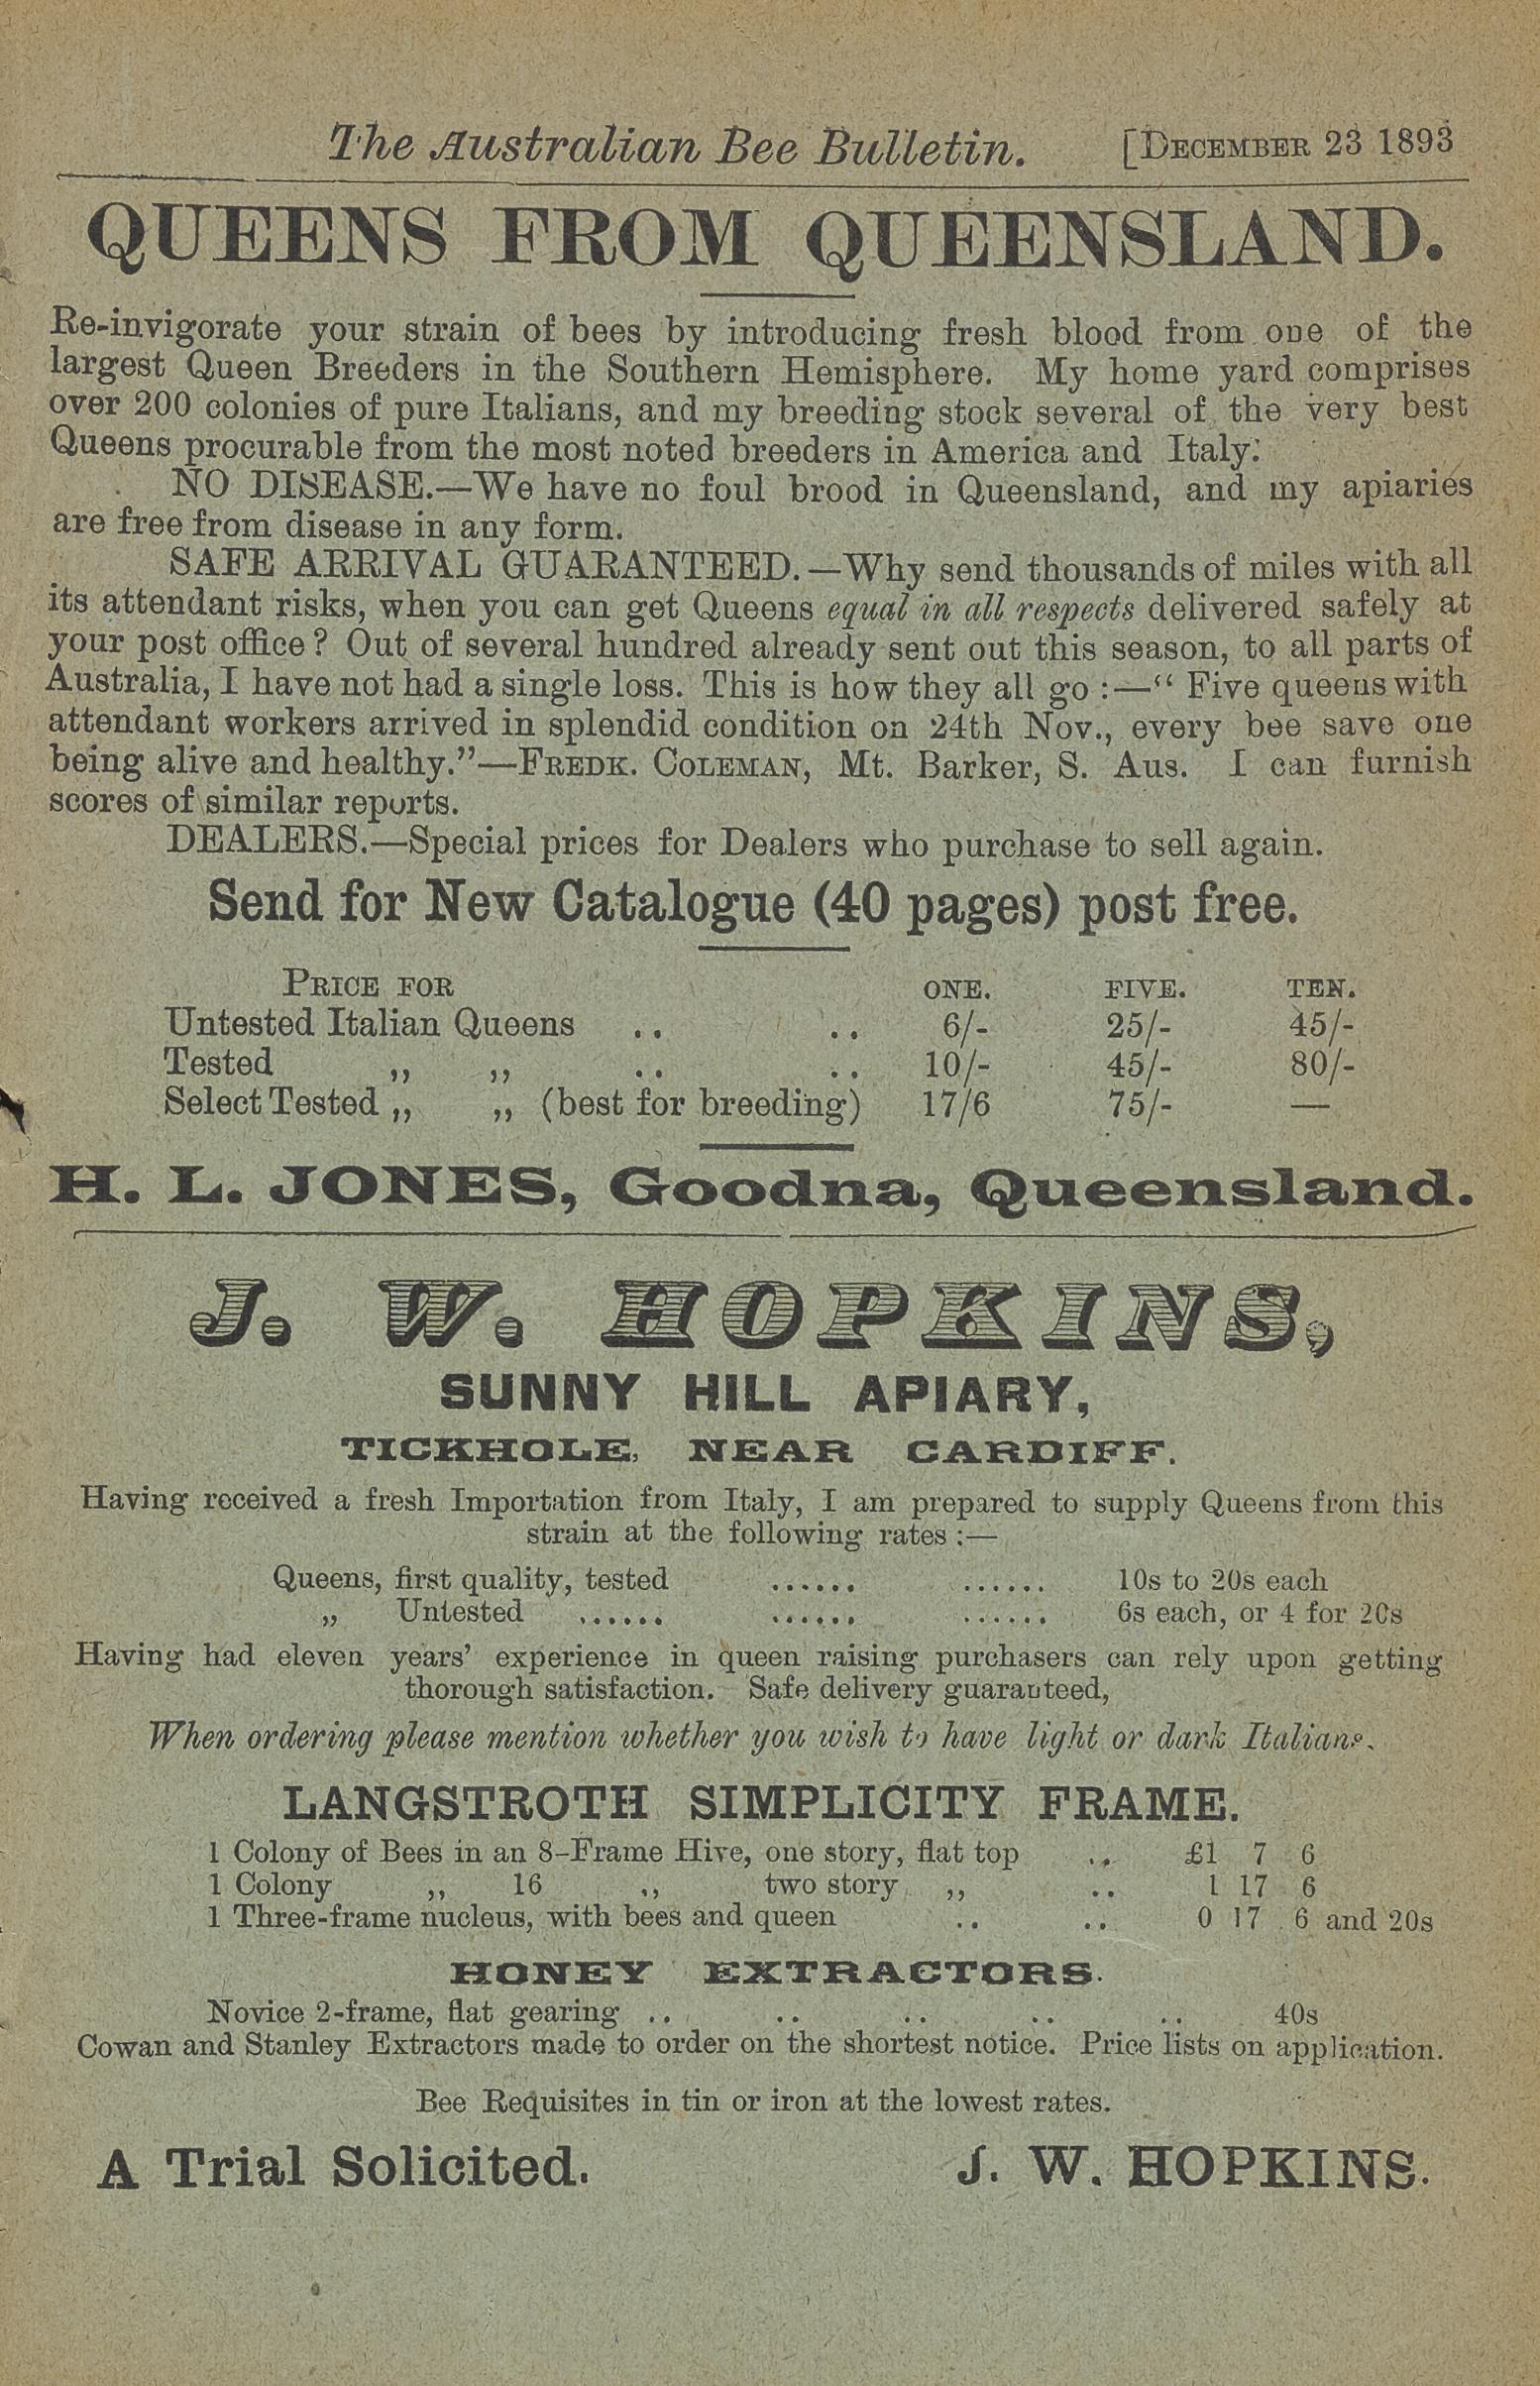 The Australian Bee Bulletin. [DECEMBER 23 1893
QUEENS FROM QUEENSLAND.
Re-invigorate your strain of bees by introducing fresh blood from one of the
largest Queen Breeders in the Southern Hemisphere. My home yard comprises
over 200 colonies of pure Italians, and my breeding stock several of the very best
Queens procurable from the most noted breeders in America and Italy.
NO DISEASE.—We have no foul brood in Queensland, and my apiaries
are free from disease in any form.
SAFE ARRIVAL GUARANTEED.—Why send thousands of miles with all
its attendant risks, when you can get Queens equal in all respects delivered safely at
your post office? Out of several hundred already sent out this season, to all parts of
Australia, I have not had a single loss. This is how they all go:—“ Five queens with
attendant workers arrived in splendid condition on 24th Nov., every bee save one
being alive and healthy.”—FREDK. COLEMAN, Mt. Barker, S. Aus. I can furnish
scores of similar reports.
DEALERS.—Special prices for Dealers who purchase to sell again.
Send for New Catalogue (40 pages) post free.
PRICE FOR ONE. FIVE. TEN.
Untested Italian Queens .. .. 6/- 25/- 45/-
Tested ,, ,, .. .. 10/- 45/- 80/-
Select Tested ,, ,, (best for breeding) 17/6 75/- —
H. L. JONES, Goodna, Queensland.
J. W. HOPKINS,
SUNNY HILL APIARY,
TICKHOLE, NEAR CARDIFF.
Having received a fresh Importation from Italy, I am prepared to supply Queens from this
strain at the following rates:—
Queens, first quality, tested ...... ...... 10s to 20s each
,, Untested ...... ...... ...... 6s each, or 4 for 20s
Having had eleven years’ experience in queen raising purchasers can rely upon getting
thorough satisfaction. Safe delivery guaranteed,
When ordering please mention whether you wish to have light or dark Italians.
LANGSTROTH SIMPLICITY FRAME.
1 Colony of Bees in an 8-Frame Hive, one story, flat top .. £1 7 6
1 Colony ,, 16 ,, two story ,, .. 1 17 6
1 Three-frame nucleus, with bees and queen .. .. 0 17 6 and 20s
HONEY EXTRACTORS.
Novice 2-frame, flat gearing .. .. .. .. .. 40s
Cowan and Stanley Extractors made to order on the shortest notice. Price lists on application.
Bee Requisites in tin or iron at the lowest rates.
A Trial Solicited. J. W. HOPKINS.